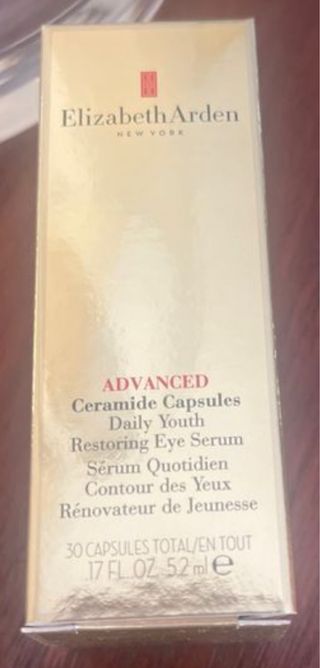 Elizabeth Arden
NEW YORK
ADVANCED
Ceramide Capsules
Daily Youth
Restoring Eye Serum
Sérum Quotidien
Contour des Yeux
Rénovateur de Jeunesse
30 CAPSULES TOTAL/EN TOUT
.17 FL.OZ. 5.2 ml ℮